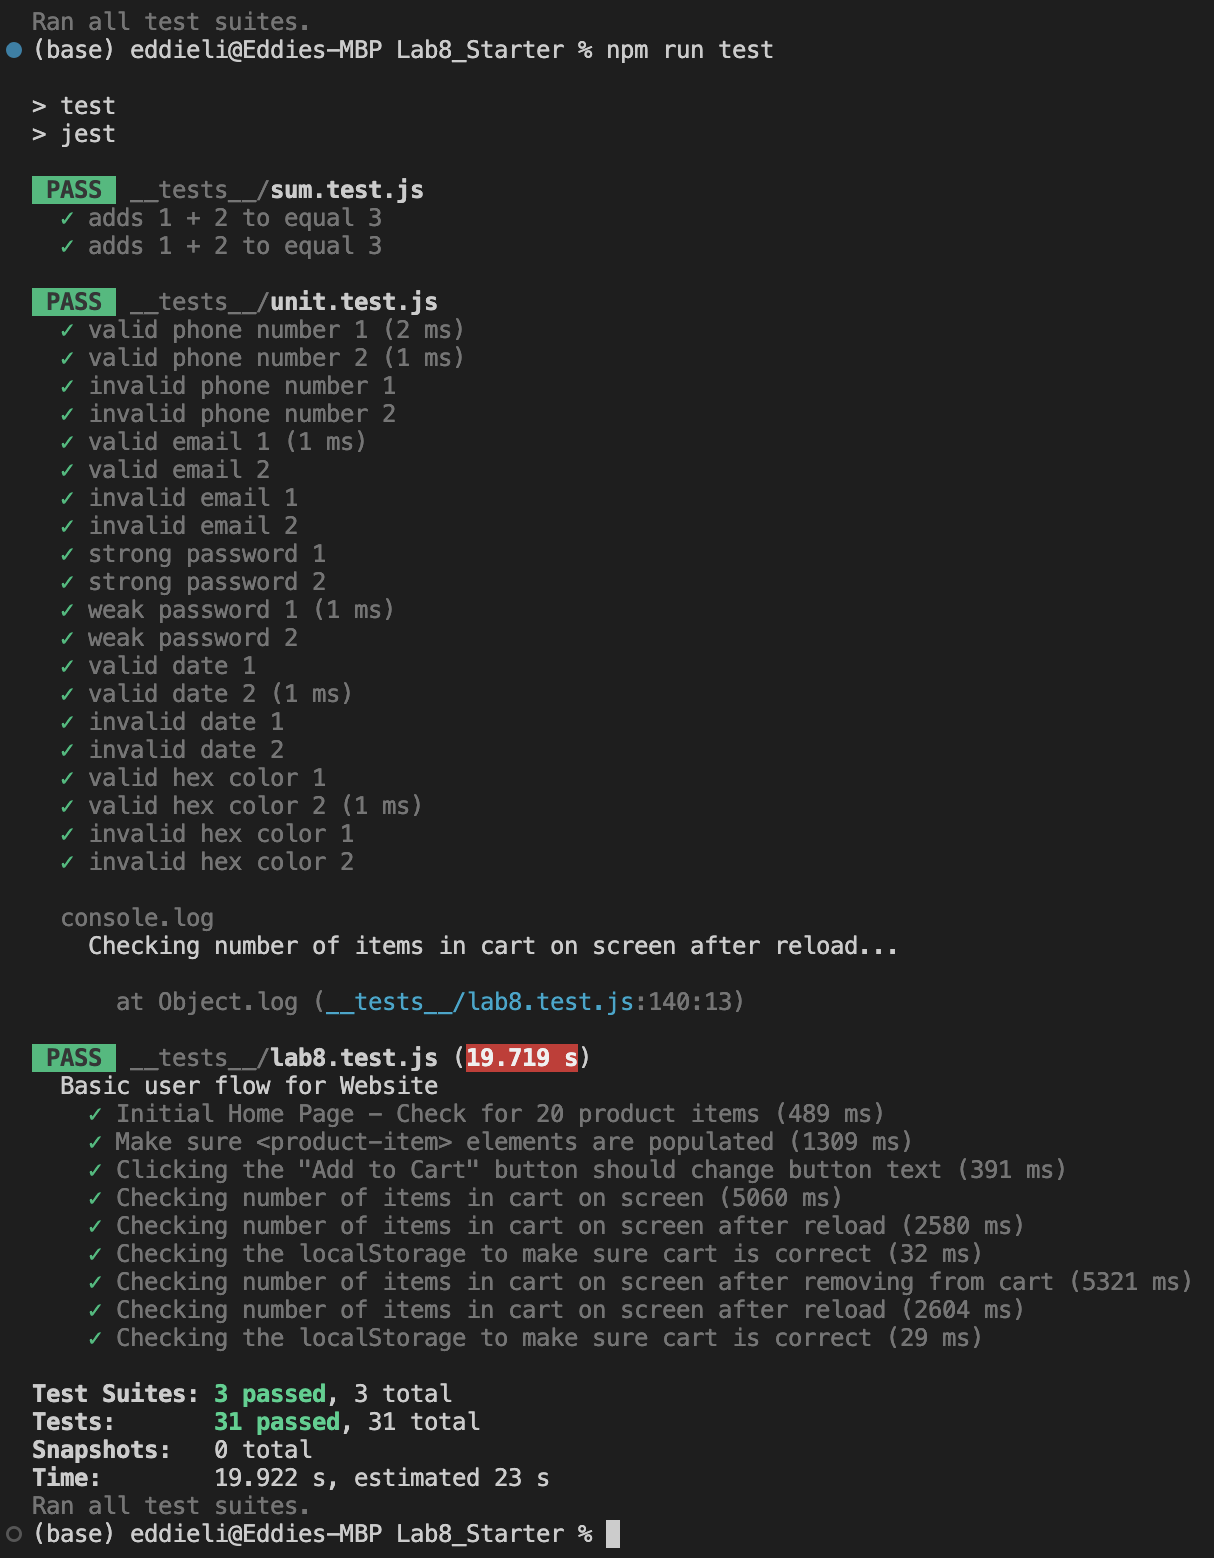 Ran all test suites.
(base) eddieli@Eddies-MBP Lab8_Starter % npm run test
> test
> jest
PASS __tests__/sum.test.js
✓ adds 1 + 2 to equal 3
✓ adds 1 + 2 to equal 3
PASS __tests__/unit.test.js
✓ valid phone number 1 (2 ms)
✓ valid phone number 2 (1 ms)
✓ invalid phone number 1
✓ invalid phone number 2
✓ valid email 1 (1 ms)
✓ valid email 2
✓ invalid email 1
✓ invalid email 2
✓ strong password 1
✓ strong password 2
✓ weak password 1 (1 ms)
✓ weak password 2
✓ valid date 1
✓ valid date 2 (1 ms)
✓ invalid date 1
✓ invalid date 2
✓ valid hex color 1
✓ valid hex color 2 (1 ms)
✓ invalid hex color 1
✓ invalid hex color 2
console.log
Checking number of items in cart on screen after reload...
at Object.log (__tests__/lab8.test.js:140:13)
PASS __tests__/lab8.test.js (19.719 s)
Basic user flow for Website
✓ Initial Home Page - Check for 20 product items (489 ms)
✓ Make sure <product-item> elements are populated (1309 ms)
✓ Clicking the "Add to Cart" button should change button text (391 ms)
✓ Checking number of items in cart on screen (5060 ms)
✓ Checking number of items in cart on screen after reload (2580 ms)
✓ Checking the localStorage to make sure cart is correct (32 ms)
✓ Checking number of items in cart on screen after removing from cart (5321 ms)
✓ Checking number of items in cart on screen after reload (2604 ms)
✓ Checking the localStorage to make sure cart is correct (29 ms)
Test Suites: 3 passed, 3 total
Tests: 31 passed, 31 total
Snapshots: 0 total
Time: 19.922 s, estimated 23 s
Ran all test suites.
(base) eddieli@Eddies-MBP Lab8_Starter %